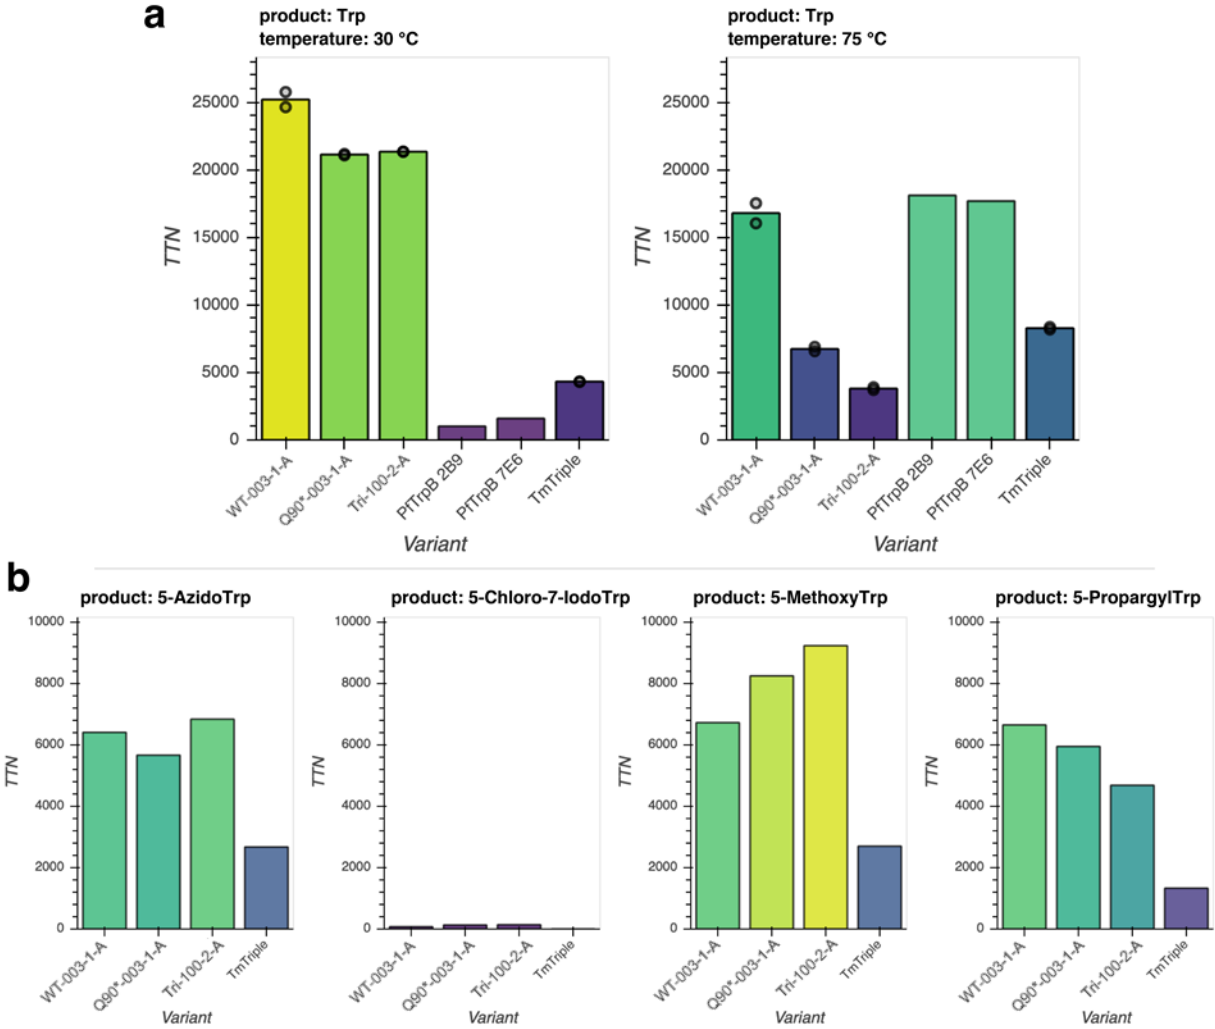 a
product: Trp
temperature: 30 °C
25000
20000
15000
10000
5000
0
TTN
WT-003-1-A
Q90*-003-1-A
Tri-100-2-A
PfTrpB 2B9
PfTrpB 7E6
TmTriple
Variant
product: Trp
temperature: 75 °C
25000
20000
15000
10000
5000
0
TTN
WT-003-1-A
Q90*-003-1-A
Tri-100-2-A
PfTrpB 2B9
PfTrpB 7E6
TmTriple
Variant
b
product: 5-AzidoTrp
10000
8000
6000
4000
2000
0
TTN
WT-003-1-A
Q90*-003-1-A
Tri-100-2-A
TmTriple
Variant
product: 5-Chloro-7-IodoTrp
10000
8000
6000
4000
2000
0
TTN
WT-003-1-A
Q90*-003-1-A
Tri-100-2-A
TmTriple
Variant
product: 5-MethoxyTrp
10000
8000
6000
4000
2000
0
TTN
WT-003-1-A
Q90*-003-1-A
Tri-100-2-A
TmTriple
Variant
product: 5-PropargylTrp
10000
8000
6000
4000
2000
0
TTN
WT-003-1-A
Q90*-003-1-A
Tri-100-2-A
TmTriple
Variant